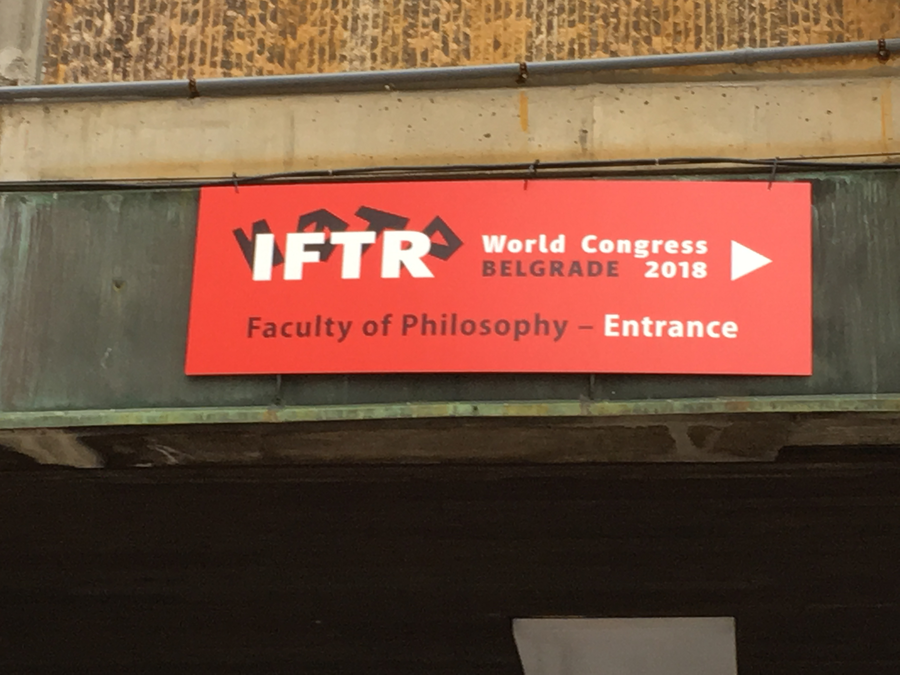 IFTR
World Congress
BELGRADE 2018
Faculty of Philosophy – Entrance